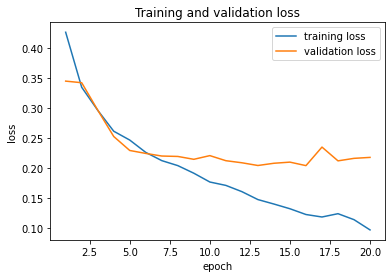 Training and validation loss
training loss
validation loss
loss
0.40
0.35
0.30
0.25
0.20
0.15
0.10
2.5 5.0 7.5 10.0 12.5 15.0 17.5 20.0
epoch